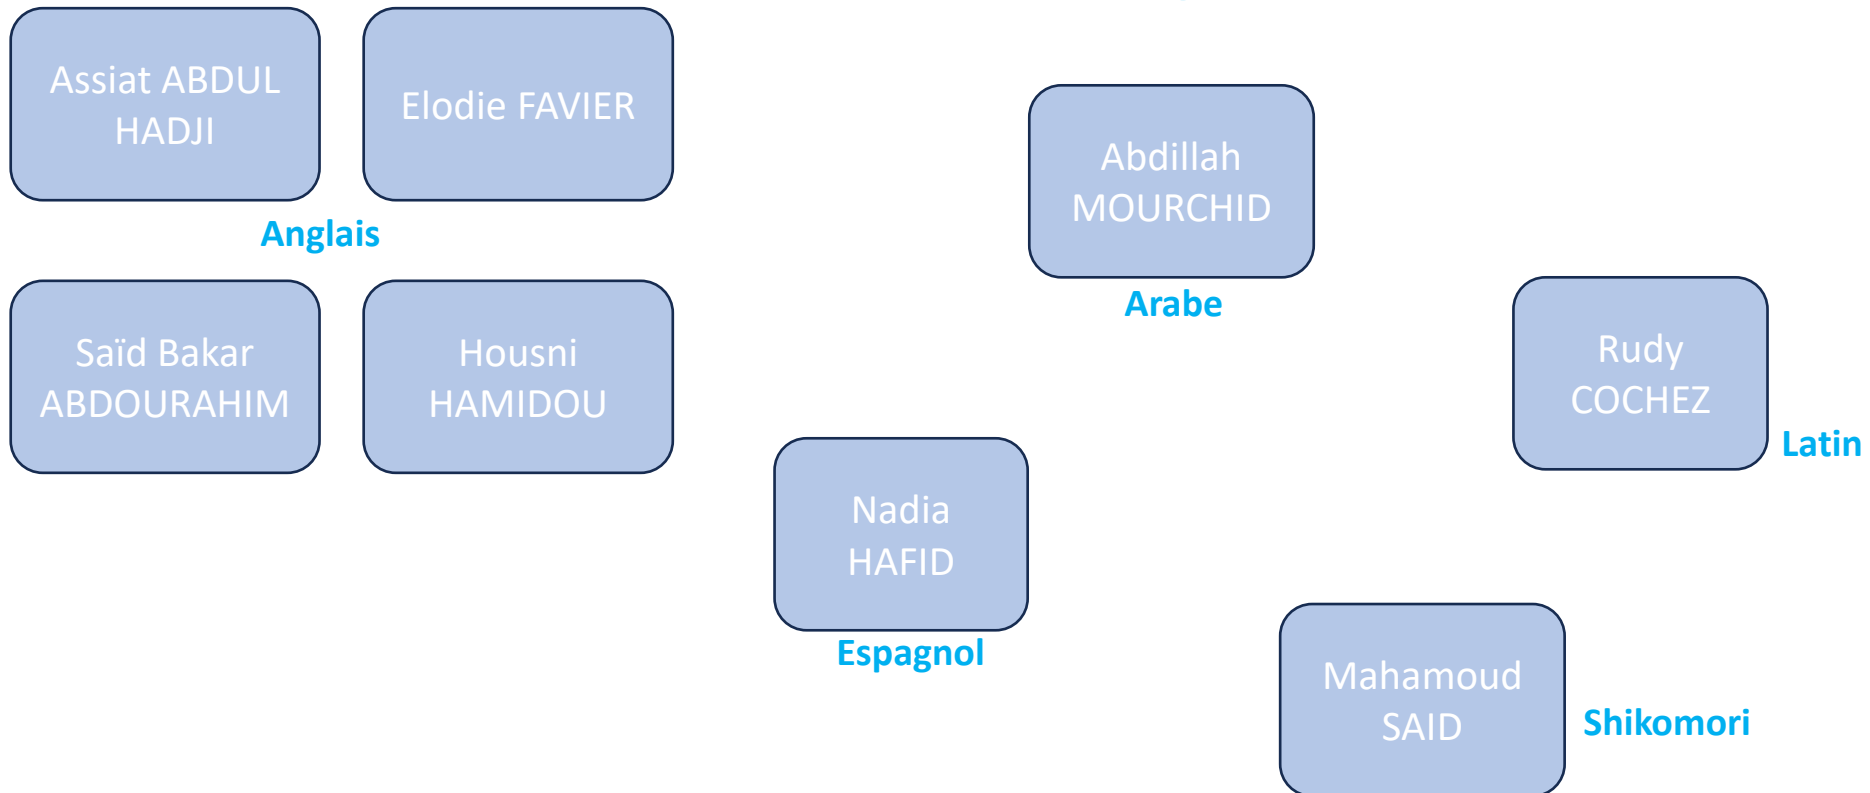 Assiat ABDUL
HADJI
Elodie FAVIER
Anglais
Saïd Bakar
ABDOURAHIM
Housni
HAMIDOU
Abdillah
MOURCHID
Arabe
Rudy
COCHEZ
Latin
Nadia
HAFID
Espagnol
Mahamoud
SAID
Shikomori